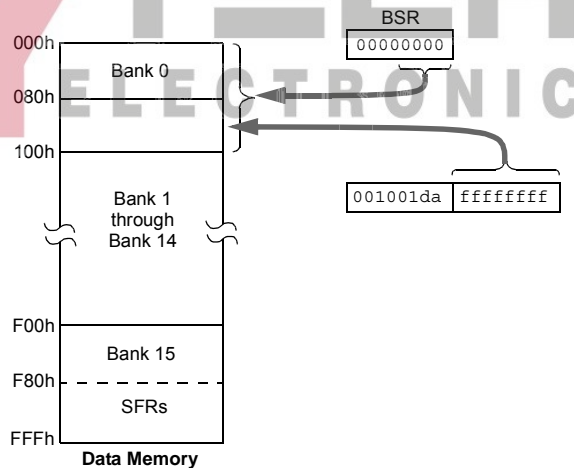 BSR
00000000
000h
Bank 0
080h
100h
Bank 1
through
Bank 14
001001da ffffffff
F00h
Bank 15
F80h
SFRs
FFFh
Data Memory
ELECTRONIC